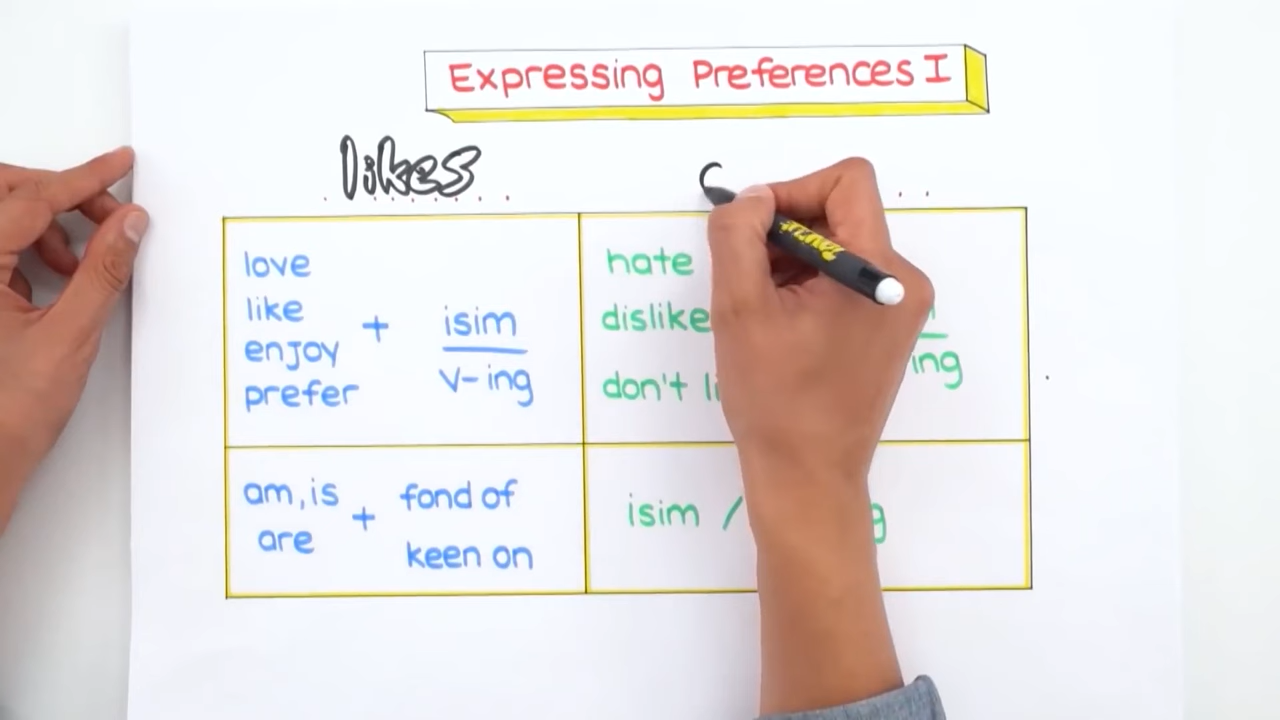 Expressing Preferences I
likes
love
like
enjoy
prefer
+
isim
V-ing
hate
dislike
don't
ing
am, is
are
+
fond of
keen on
isim /